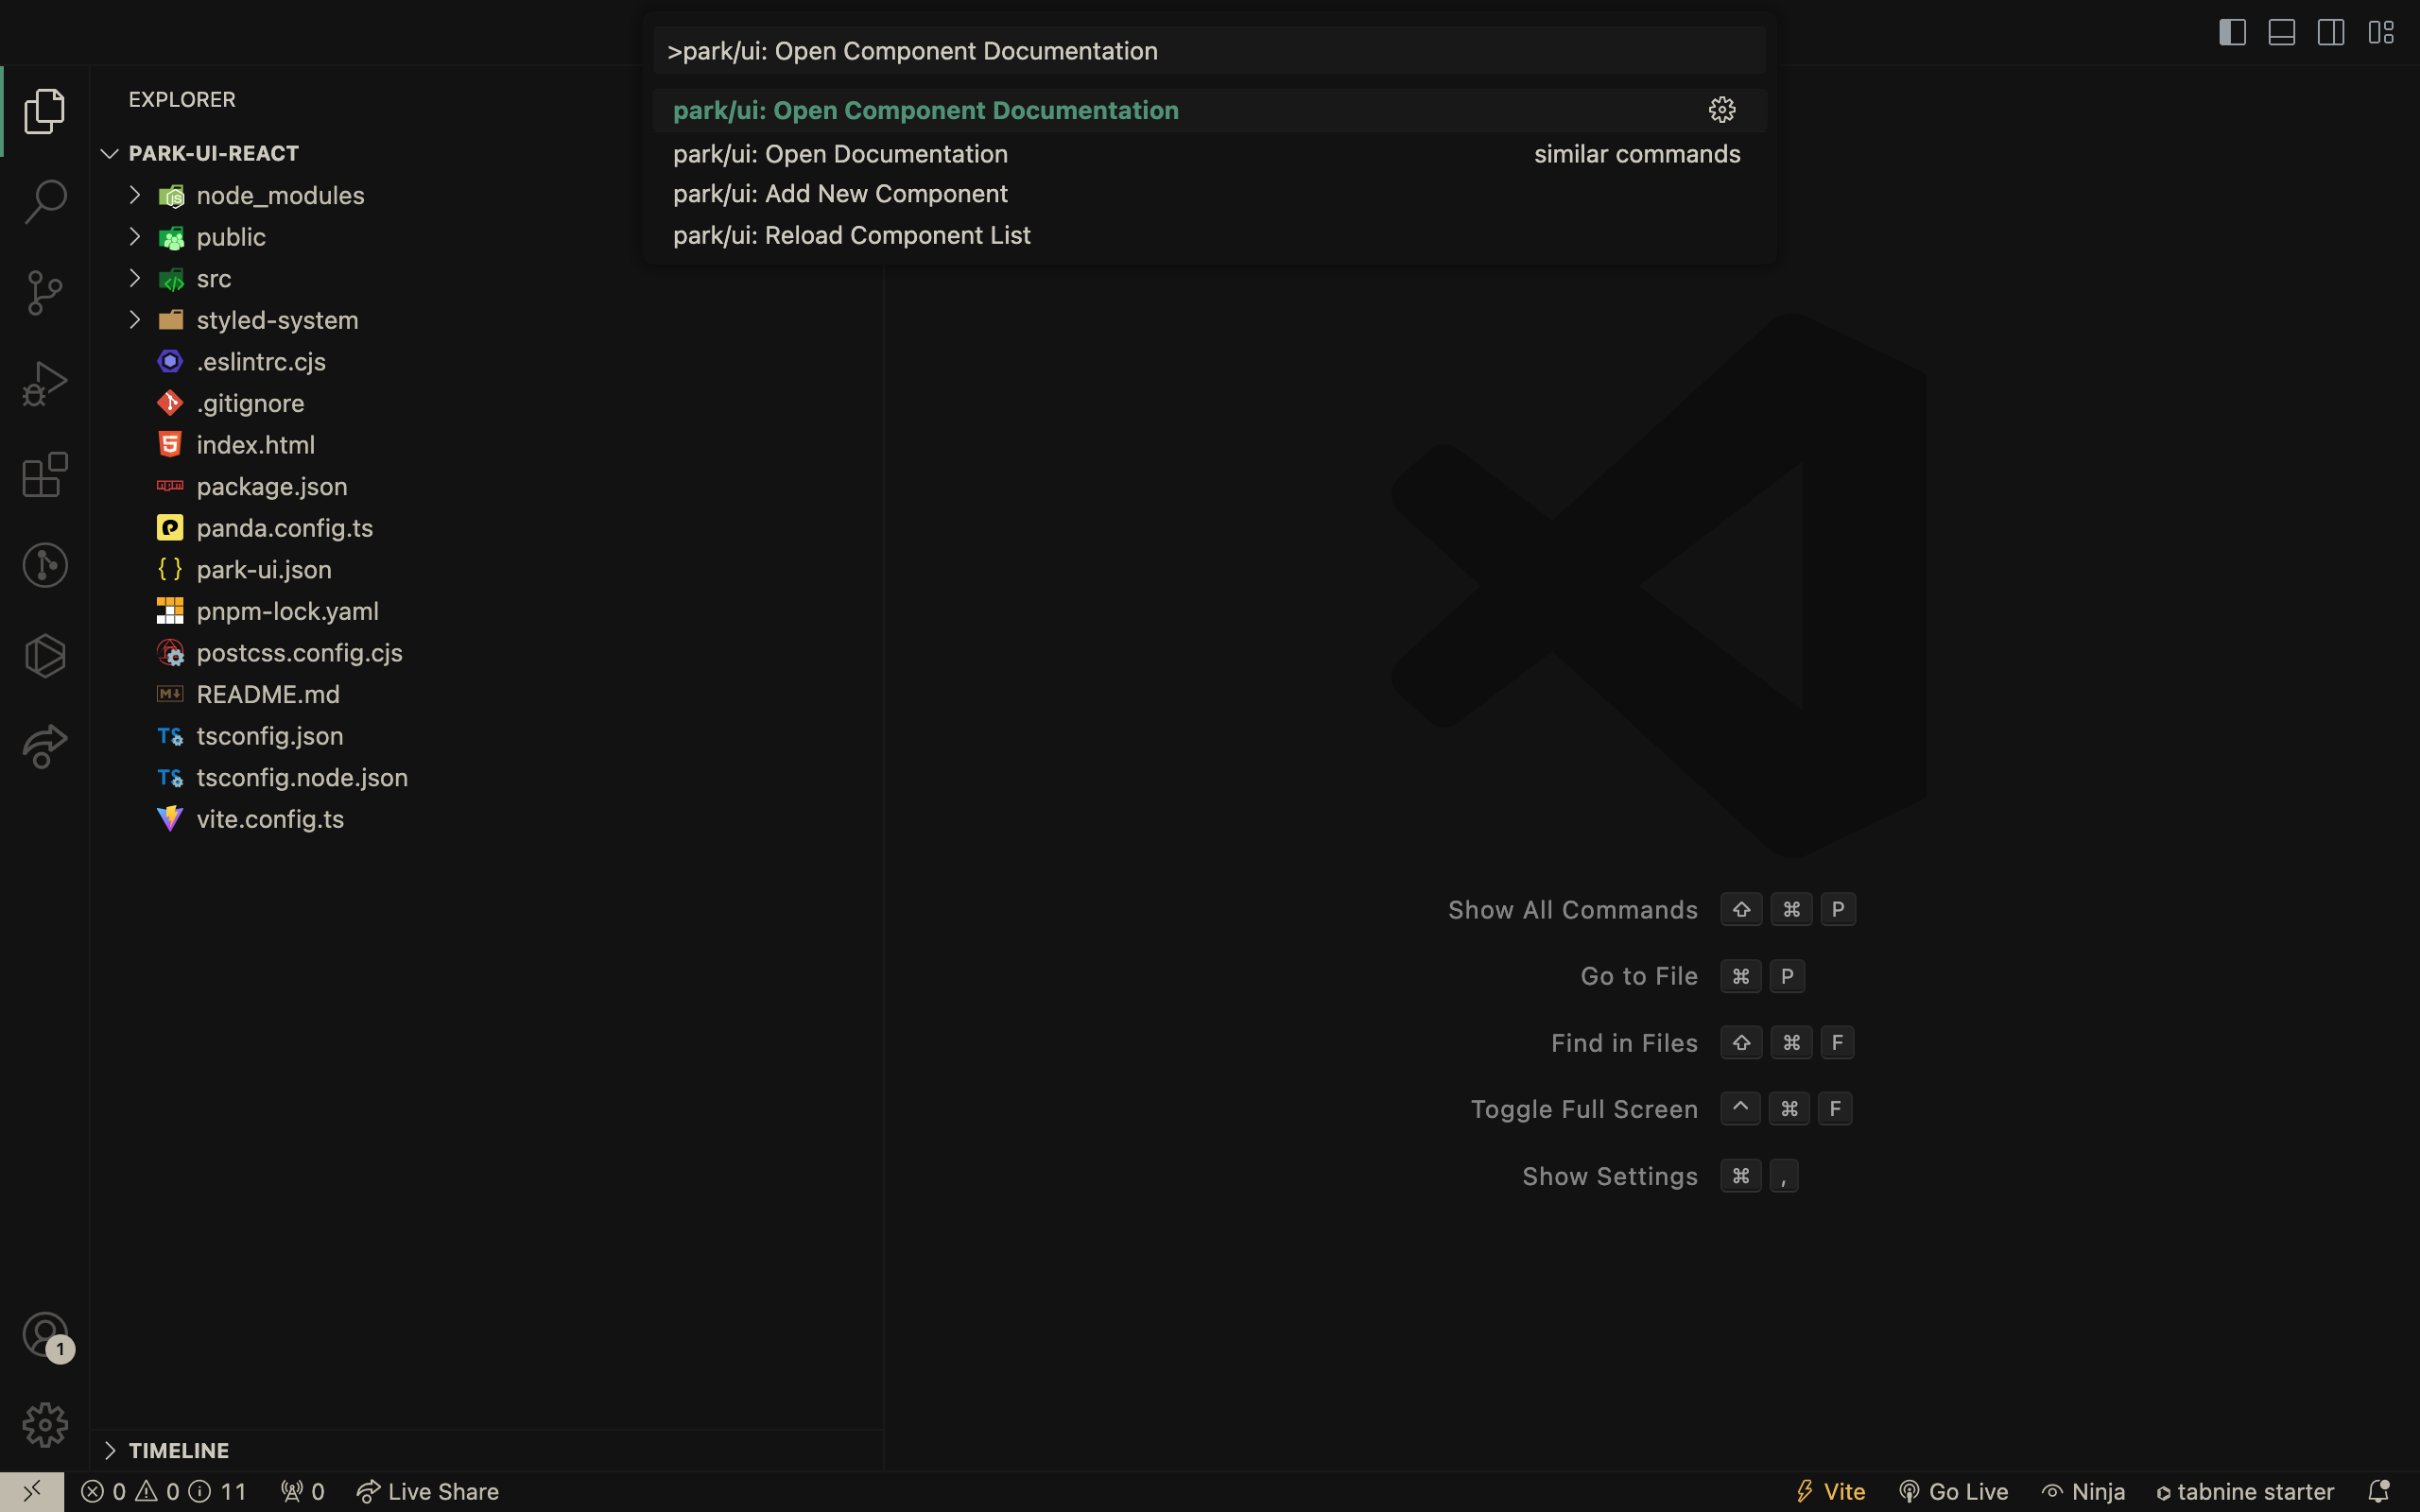 >park/ui: Open Component Documentation
park/ui: Open Component Documentation
park/ui: Open Documentation similar commands
park/ui: Add New Component
park/ui: Reload Component List
EXPLORER
PARK-UI-REACT
node_modules
public
src
styled-system
.eslintrc.cjs
.gitignore
index.html
package.json
panda.config.ts
park-ui.json
pnpm-lock.yaml
postcss.config.cjs
README.md
tsconfig.json
tsconfig.node.json
vite.config.ts
Show All Commands ⇧ ⌘ P
Go to File ⌘ P
Find in Files ⇧ ⌘ F
Toggle Full Screen ^ ⌘ F
Show Settings ⌘ ,
1
TIMELINE
0 0 11 0 Live Share Vite Go Live Ninja tabnine starter